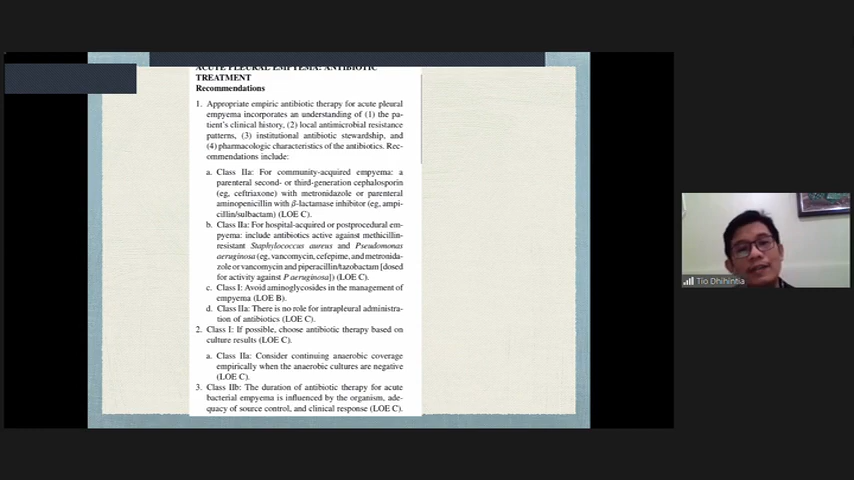 ACUTE PLEURAL EMPYEMA: ANTIBIOTIC
TREATMENT
Recommendations
1. Appropriate empiric antibiotic therapy for acute pleural
empyema incorporates an understanding of (1) the pa-
tient's clinical history, (2) local antimicrobial resistance
patterns, (3) institutional antibiotic stewardship, and
(4) pharmacologic characteristics of the antibiotics. Rec-
ommendations include:
a. Class IIa: For community-acquired empyema: a
parenteral second- or third-generation cephalosporin
(eg, ceftriaxone) with metronidazole or parenteral
aminopenicillin with β-lactamase inhibitor (eg, ampi-
cillin/sulbactam) (LOE C).
b. Class IIa: For hospital-acquired or postprocedural em-
pyema: include antibiotics active against methicillin-
resistant Staphylococcus aureus and Pseudomonas
aeruginosa (eg, vancomycin, cefepime, and metronida-
zole or vancomycin and piperacillin/tazobactam [dosed
for activity against P aeruginosa]) (LOE C).
c. Class I: Avoid aminoglycosides in the management of
empyema (LOE B).
d. Class IIa: There is no role for intrapleural administra-
tion of antibiotics (LOE C).
2. Class I: If possible, choose antibiotic therapy based on
culture results (LOE C).
a. Class IIa: Consider continuing anaerobic coverage
empirically when the anaerobic cultures are negative
(LOE C).
3. Class IIb: The duration of antibiotic therapy for acute
bacterial empyema is influenced by the organism, ade-
quacy of source control, and clinical response (LOE C).
Tio Dhihintia